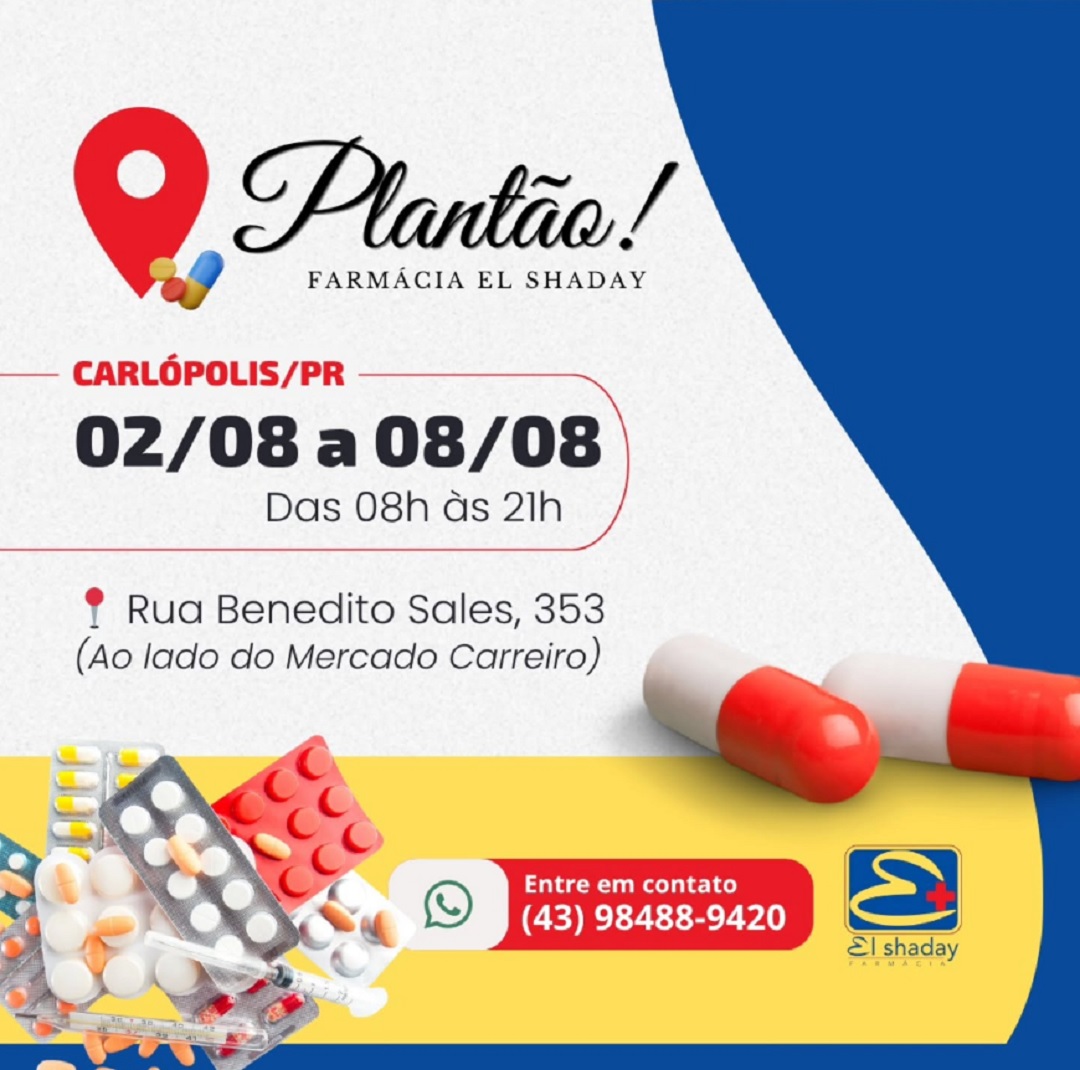 Plantão!
FARMÁCIA EL SHADAY
CARLÓPOLIS/PR
02/08 a 08/08
Das 08h às 21h
Rua Benedito Sales, 353
(Ao lado do Mercado Carreiro)
Entre em contato
(43) 98488-9420
El shaday
FARMÁCIA